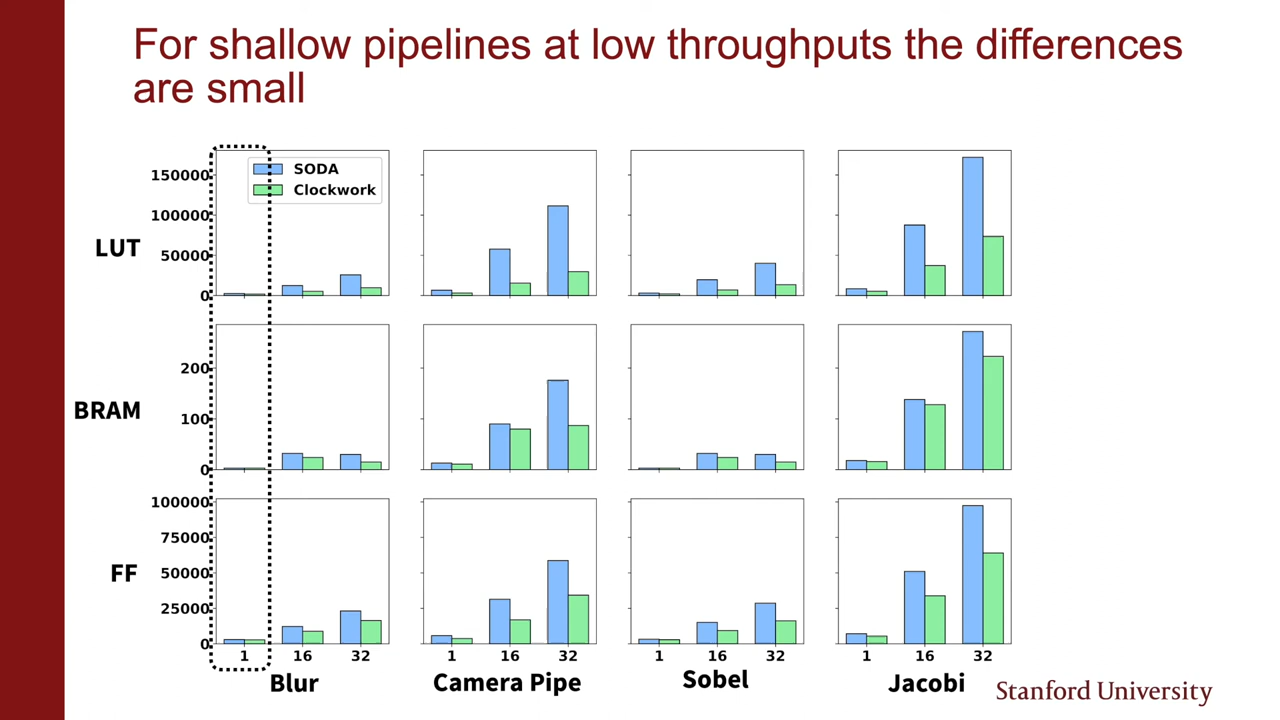 For shallow pipelines at low throughputs the differences
are small
SODA
Clockwork
LUT
150000
100000
50000
0
BRAM
200
100
0
FF
100000
75000
50000
25000
0
1 16 32 1 16 32 1 16 32 1 16 32
Blur Camera Pipe Sobel Jacobi
Stanford University